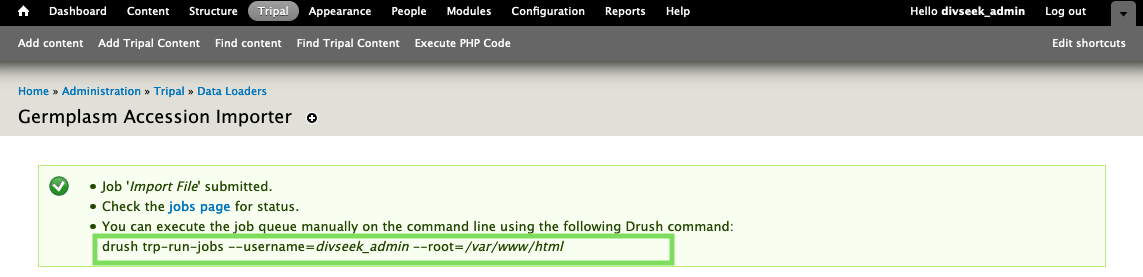 Dashboard Content Structure Tripal Appearance People Modules Configuration Reports Help Hello divseek_admin Log out
Add content Add Tripal Content Find content Find Tripal Content Execute PHP Code Edit shortcuts
Home » Administration » Tripal » Data Loaders
Germplasm Accession Importer
• Job 'Import File' submitted.
• Check the jobs page for status.
• You can execute the job queue manually on the command line using the following Drush command:
drush trp-run-jobs --username=divseek_admin --root=/var/www/html